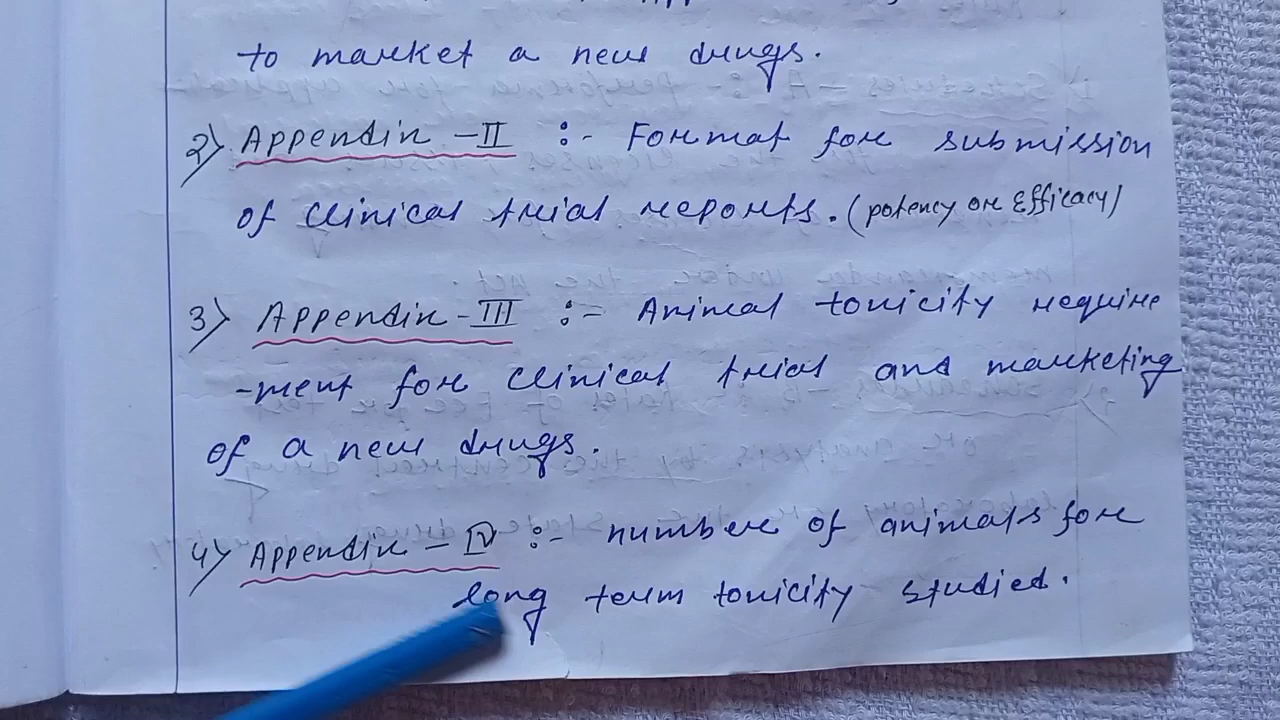 to market a new drugs.
2) Appendix - II :- Format for submission
of clinical trial reports. (potency or Efficacy)
3) Appendix - III :- Animal toxicity require
-ment for clinical trial and marketing
of a new drugs.
4) Appendix - IV :- number of animals for
long term toxicity studied.